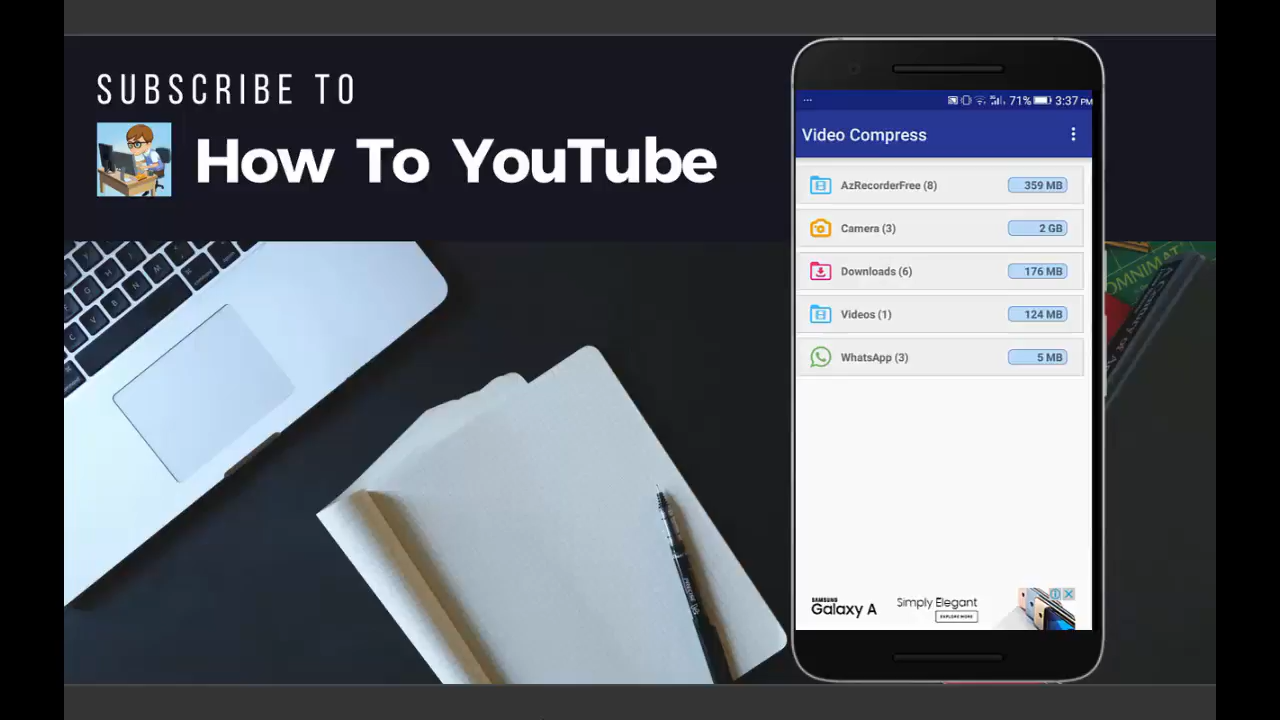 SUBSCRIBE TO
How To YouTube
... 71% 3:37 PM
Video Compress
AzRecorderFree (8) 359 MB
Camera (3) 2 GB
Downloads (6) 176 MB
Videos (1) 124 MB
WhatsApp (3) 5 MB
SAMSUNG
Galaxy A
Simply Elegant
EXPLORE MORE
OMNIMAT